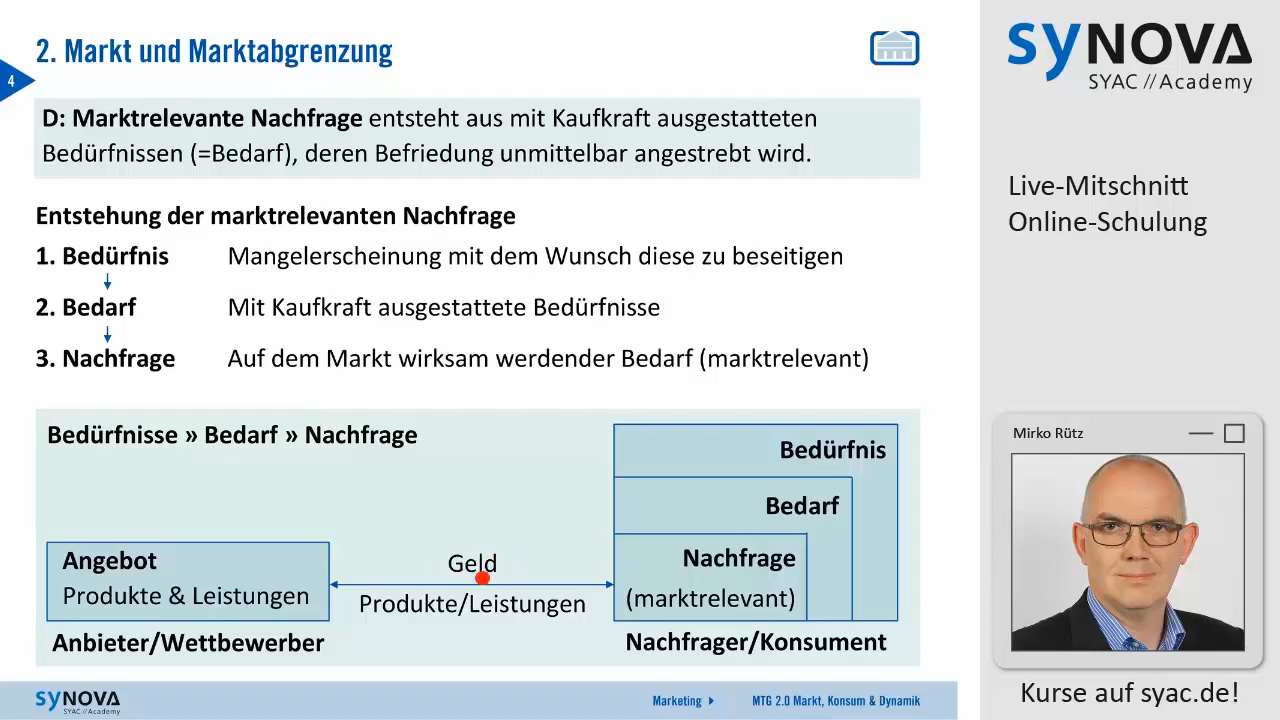 2. Markt und Marktabgrenzung
4
D: Marktrelevante Nachfrage entsteht aus mit Kaufkraft ausgestatteten
Bedürfnissen (=Bedarf), deren Befriedung unmittelbar angestrebt wird.
Entstehung der marktrelevanten Nachfrage
1. Bedürfnis Mangelerscheinung mit dem Wunsch diese zu beseitigen
2. Bedarf Mit Kaufkraft ausgestattete Bedürfnisse
3. Nachfrage Auf dem Markt wirksam werdender Bedarf (marktrelevant)
Bedürfnisse » Bedarf » Nachfrage
Bedürfnis
Bedarf
Nachfrage
(marktrelevant)
Angebot
Produkte & Leistungen
Geld
Produkte/Leistungen
Anbieter/Wettbewerber
Nachfrager/Konsument
syNOVA
SYAC //Academy
Marketing
MTG 2.0 Markt, Konsum & Dynamik
syNOVA
SYAC //Academy
Live-Mitschnitt
Online-Schulung
Mirko Rütz
Kurse auf syac.de!